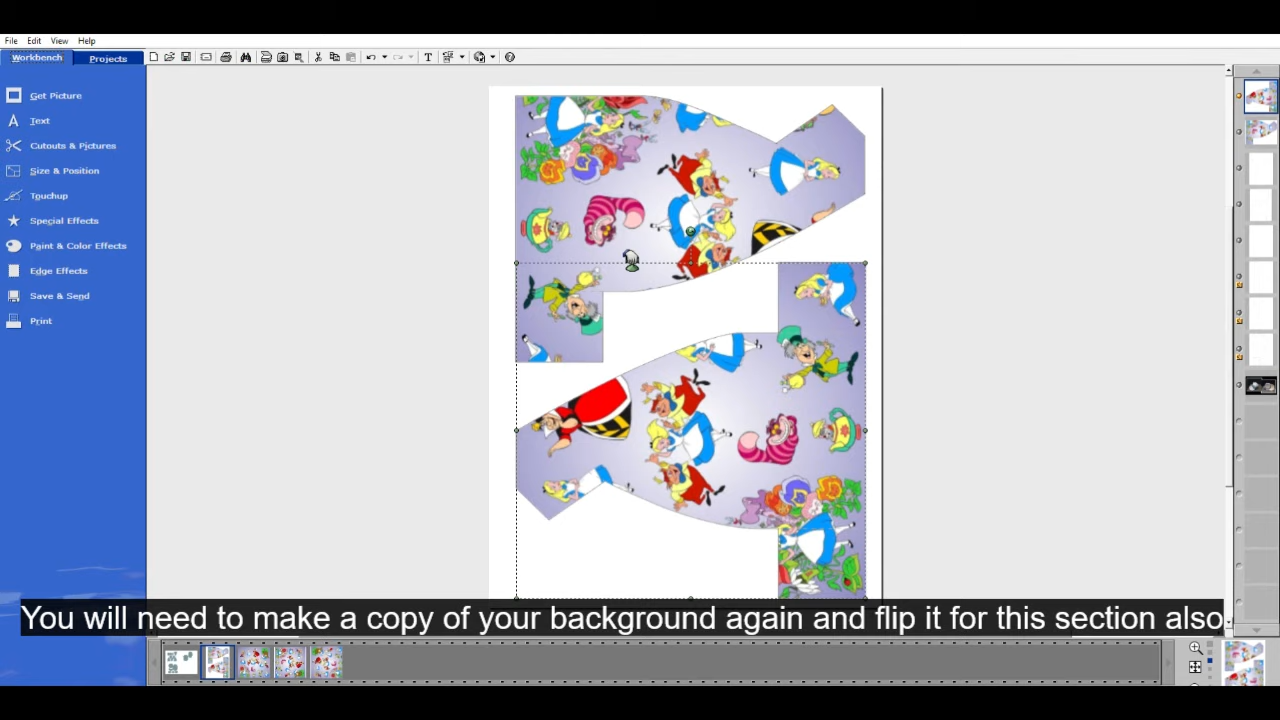 File Edit View Help
Workbench Projects
Get Picture
Text
Cutouts & Pictures
Size & Position
Touchup
Special Effects
Paint & Color Effects
Edge Effects
Save & Send
Print
You will need to make a copy of your background again and flip it for this section also